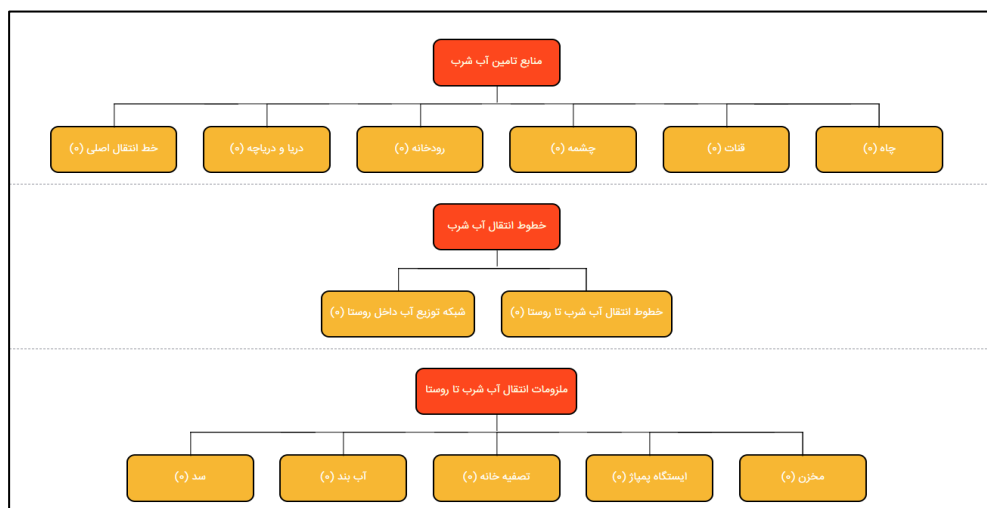 منابع تامین آب شرب
چاه (۰)
قنات (۰)
چشمه (۰)
رودخانه (۰)
دریا و دریاچه (۰)
خط انتقال اصلی (۰)
خطوط انتقال آب شرب
خطوط انتقال آب شرب تا روستا (۰)
شبکه توزیع آب داخل روستا (۰)
ملزومات انتقال آب شرب تا روستا
مخزن (۰)
ایستگاه پمپاژ (۰)
تصفیه خانه (۰)
آب بند (۰)
سد (۰)